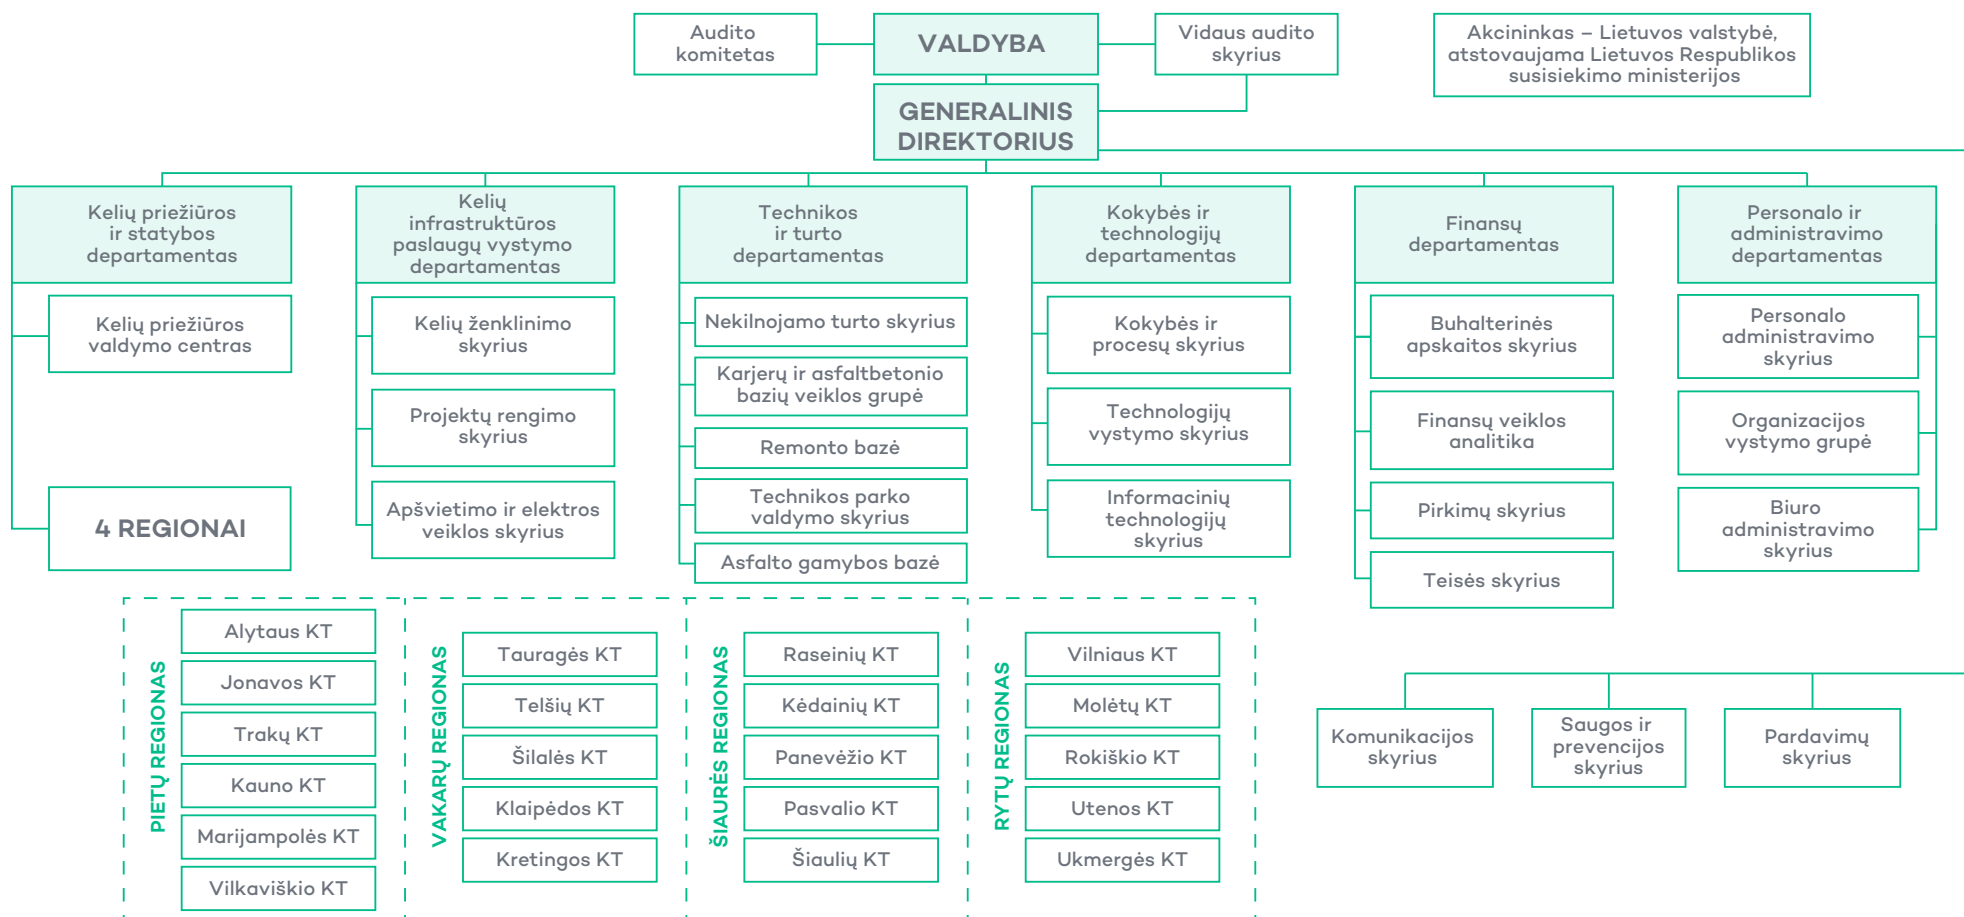 Audito
komitetas
VALDYBA
Vidaus audito
skyrius
Akcininkas – Lietuvos valstybė,
atstovaujama Lietuvos Respublikos
susisiekimo ministerijos
GENERALINIS
DIREKTORIUS
Kelių priežiūros
ir statybos
departamentas
Kelių
infrastruktūros
paslaugų vystymo
departamentas
Technikos
ir turto
departamentas
Kokybės ir
technologijų
departamentas
Finansų
departamentas
Personalo ir
administravimo
departamentas
Kelių priežiūros
valdymo centras
4 REGIONAI
Kelių ženklinimo
skyrius
Projektų rengimo
skyrius
Apšvietimo ir elektros
veiklos skyrius
Nekilnojamo turto skyrius
Karjerų ir asfaltbetonio
bazių veiklos grupė
Remonto bazė
Technikos parko
valdymo skyrius
Asfalto gamybos bazė
Kokybės ir
procesų skyrius
Technologijų
vystymo skyrius
Informacinių
technologijų
skyrius
Buhalterinės
apskaitos skyrius
Finansų veiklos
analitika
Pirkimų skyrius
Teisės skyrius
Personalo
administravimo
skyrius
Organizacijos
vystymo grupė
Biuro
administravimo
skyrius
PIETŲ REGIONAS
Alytaus KT
Jonavos KT
Trakų KT
Kauno KT
Marijampolės KT
Vilkaviškio KT
VAKARŲ REGIONAS
Tauragės KT
Telšių KT
Šilalės KT
Klaipėdos KT
Kretingos KT
ŠIAURĖS REGIONAS
Raseinių KT
Kėdainių KT
Panevėžio KT
Pasvalio KT
Šiaulių KT
RYTŲ REGIONAS
Vilniaus KT
Molėtų KT
Rokiškio KT
Utenos KT
Ukmergės KT
Komunikacijos
skyrius
Saugos ir
prevencijos
skyrius
Pardavimų
skyrius